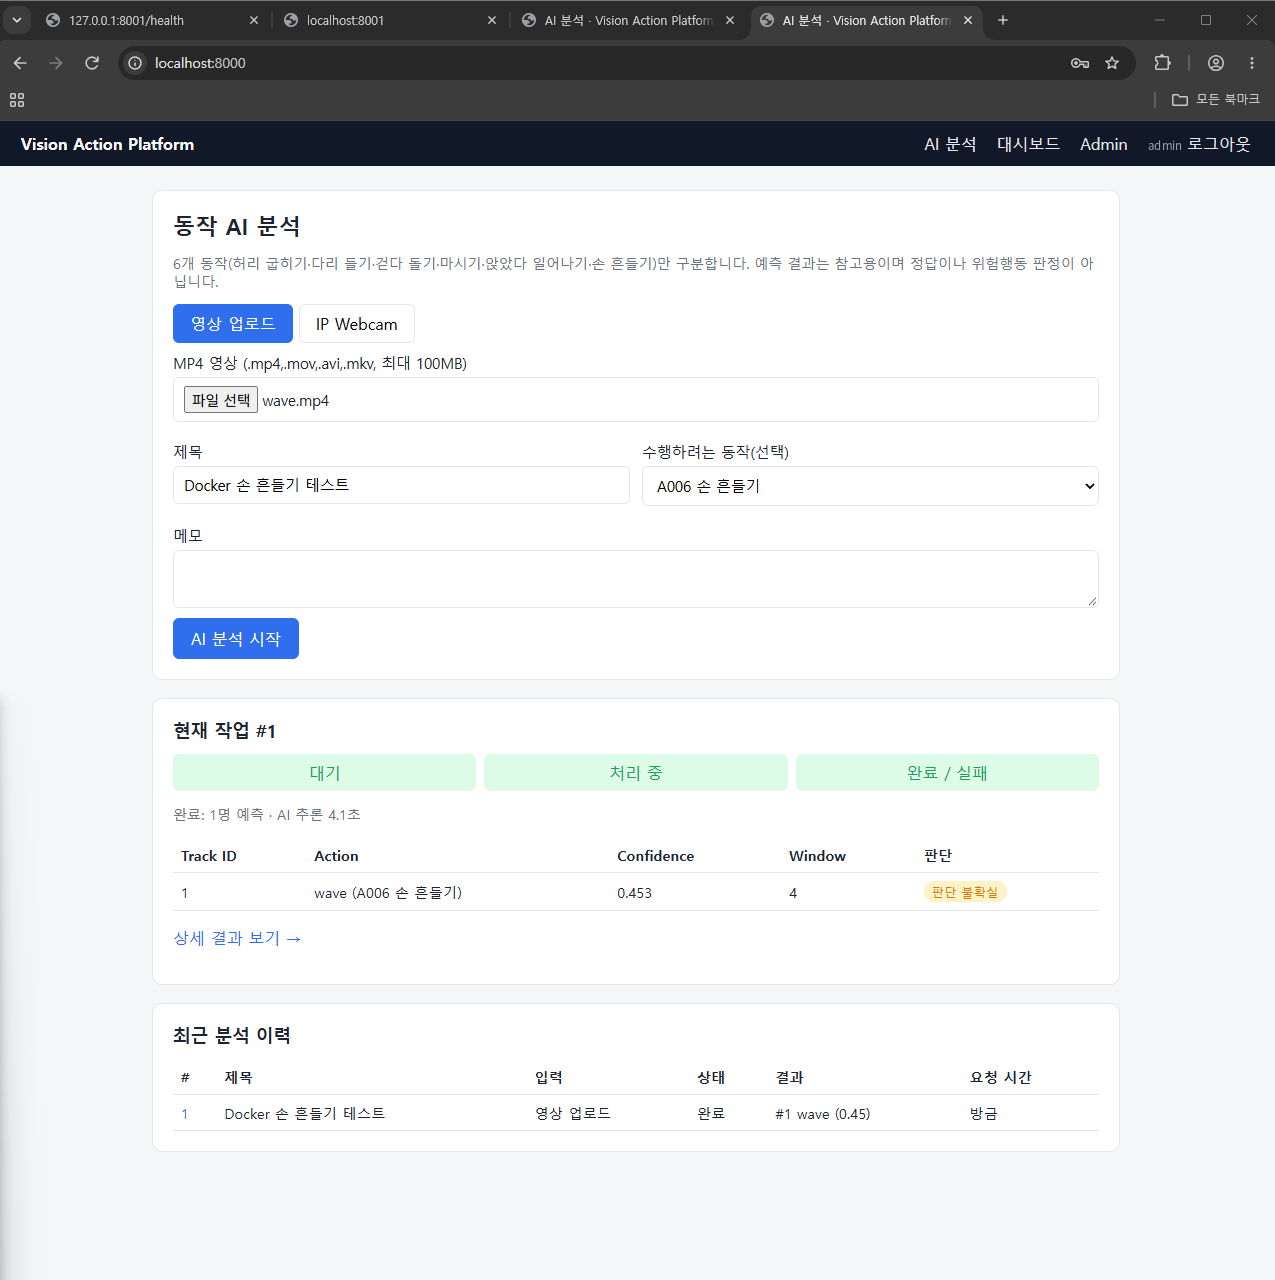 127.0.0.1:8001/health
localhost:8001
AI 분석 · Vision Action Platform
AI 분석 · Vision Action Platform
localhost:8000
모든 북마크
Vision Action Platform
AI 분석
대시보드
Admin
admin 로그아웃
동작 AI 분석
6개 동작(허리 굽히기·다리 들기·걷다 돌기·마시기·앉았다 일어나기·손 흔들기)만 구분합니다. 예측 결과는 참고용이며 정답이나 위험행동 판정이 아
닙니다.
영상 업로드
IP Webcam
MP4 영상 (.mp4,.mov,.avi,.mkv, 최대 100MB)
파일 선택 wave.mp4
제목
수행하려는 동작(선택)
Docker 손 흔들기 테스트
A006 손 흔들기
메모
AI 분석 시작
현재 작업 #1
대기
처리 중
완료 / 실패
완료: 1명 예측 · AI 추론 4.1초
Track ID Action Confidence Window 판단
1 wave (A006 손 흔들기) 0.453 4 판단 불확실
상세 결과 보기 →
최근 분석 이력
# 제목 입력 상태 결과 요청 시간
1 Docker 손 흔들기 테스트 영상 업로드 완료 #1 wave (0.45) 방금